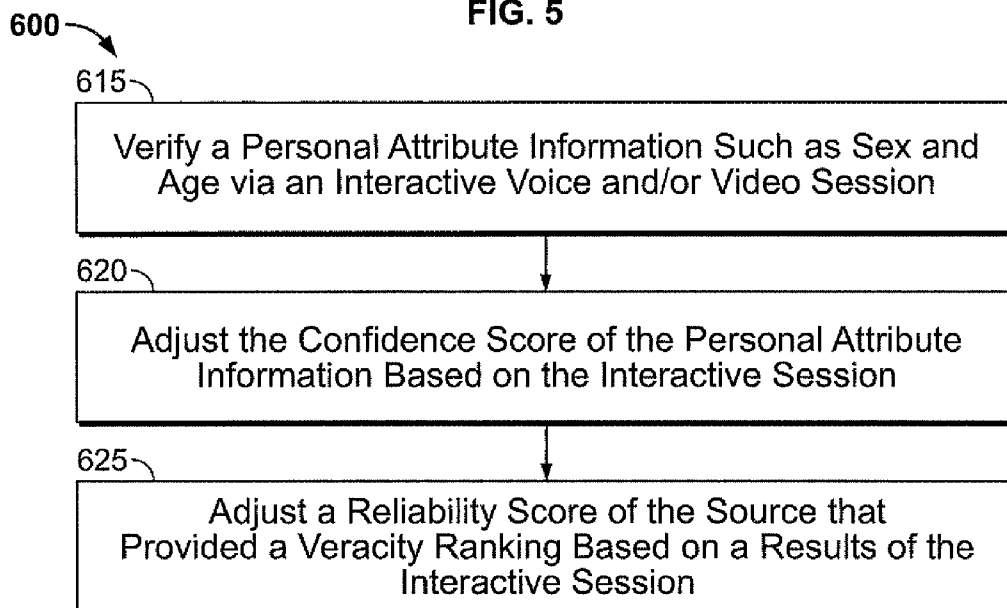 FIG. 5
600
615
Verify a Personal Attribute Information Such as Sex and
Age via an Interactive Voice and/or Video Session
620
Adjust the Confidence Score of the Personal Attribute
Information Based on the Interactive Session
625
Adjust a Reliability Score of the Source that
Provided a Veracity Ranking Based on a Results of the
Interactive Session